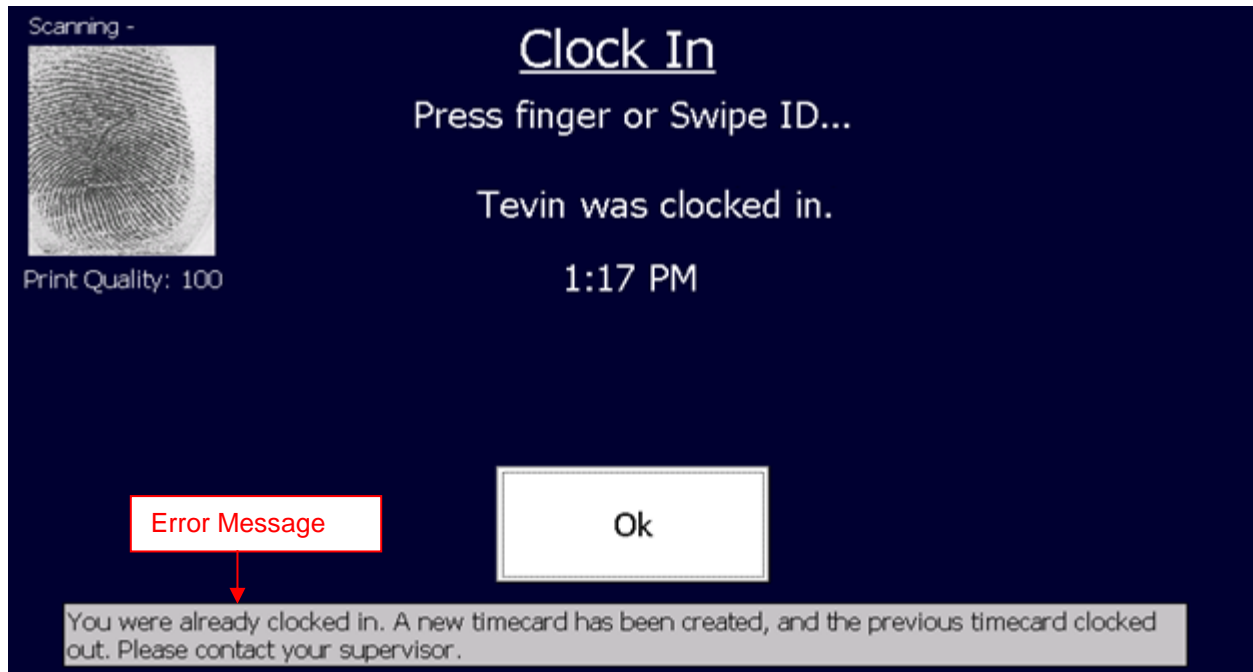 Scanning -
Clock In
Press finger or Swipe ID...
Tevin was clocked in.
Print Quality: 100
1:17 PM
Ok
Error Message
You were already clocked in. A new timecard has been created, and the previous timecard clocked
out. Please contact your supervisor.